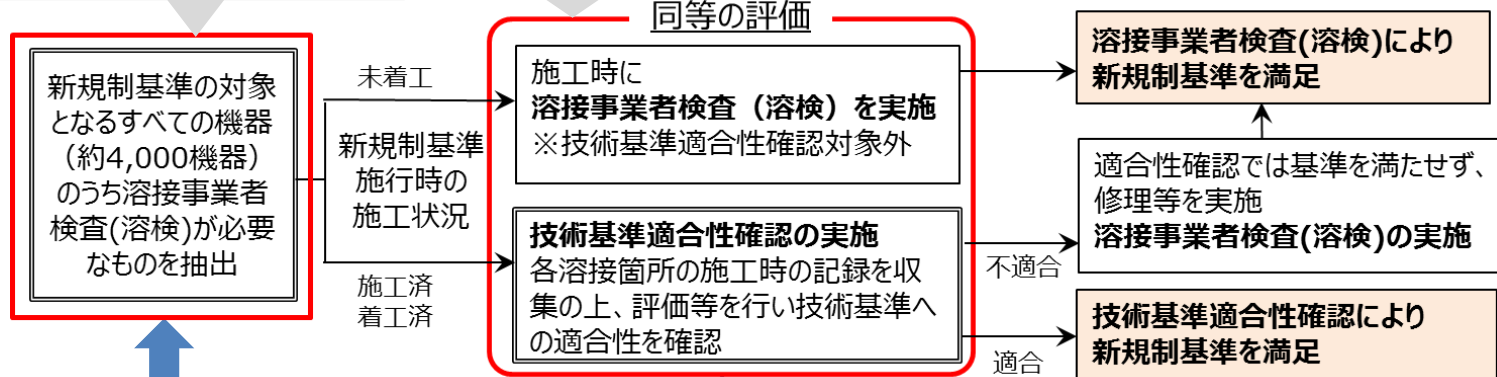 同等の評価
新規制基準の対象
となるすべての機器
（約4,000機器）
のうち溶接事業者
検査(溶検)が必要
なものを抽出
未着工
新規制基準
施行時の
施工状況
施工済
着工済
施工時に
溶接事業者検査（溶検）を実施
※技術基準適合性確認対象外
技術基準適合性確認の実施
各溶接箇所の施工時の記録を収
集の上、評価等を行い技術基準へ
の適合性を確認
不適合
適合
溶接事業者検査(溶検)により
新規制基準を満足
適合性確認では基準を満たせず、
修理等を実施
溶接事業者検査(溶検)の実施
技術基準適合性確認により
新規制基準を満足